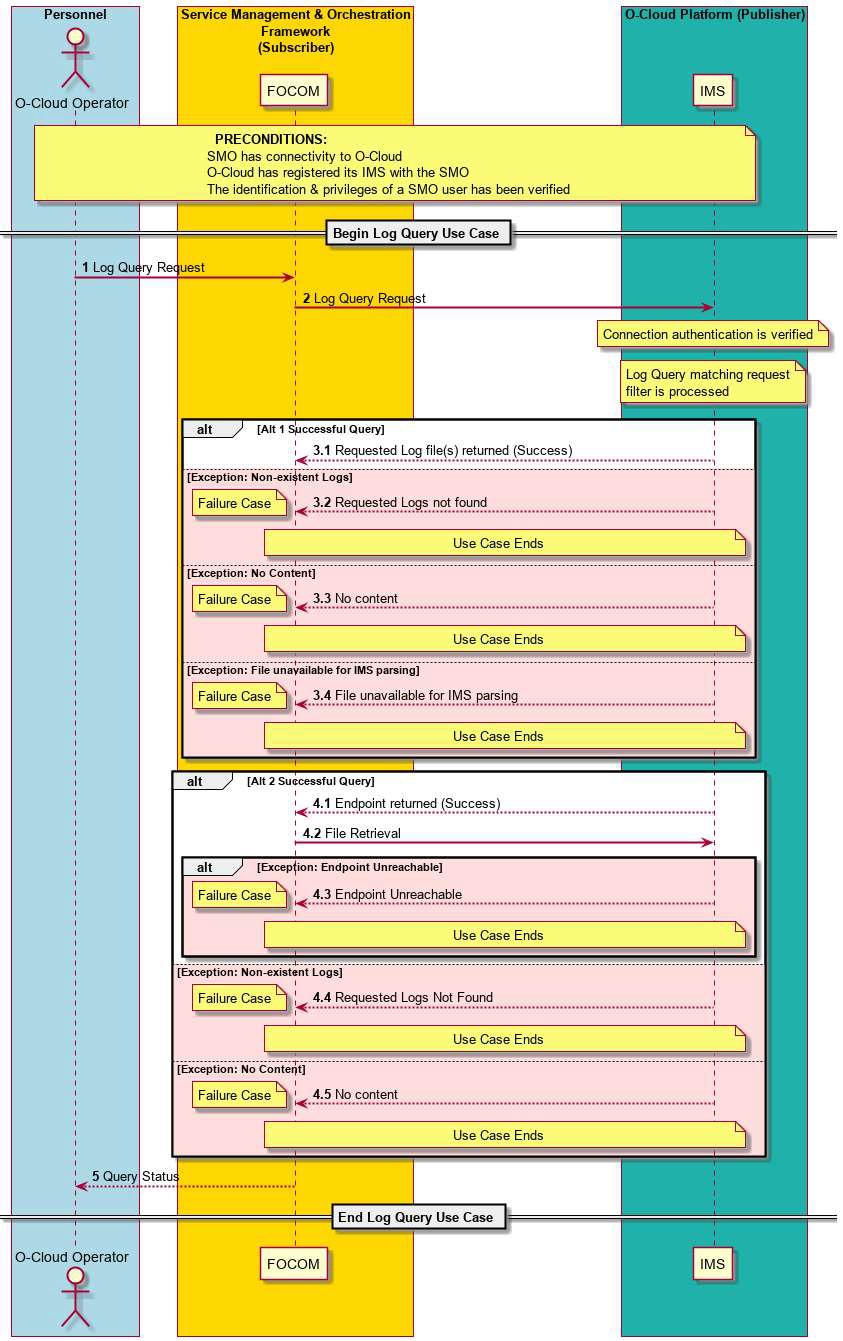 Personnel
Service Management & Orchestration
Framework
(Subscriber)
O-Cloud Platform (Publisher)
O-Cloud Operator
FOCOM
IMS
PRECONDITIONS:
SMO has connectivity to O-Cloud
O-Cloud has registered its IMS with the SMO
The identification & privileges of a SMO user has been verified
Begin Log Query Use Case
1 Log Query Request
2 Log Query Request
Connection authentication is verified
Log Query matching request
filter is processed
alt [Alt 1 Successful Query]
3.1 Requested Log file(s) returned (Success)
[Exception: Non-existent Logs]
Failure Case
3.2 Requested Logs not found
Use Case Ends
[Exception: No Content]
Failure Case
3.3 No content
Use Case Ends
[Exception: File unavailable for IMS parsing]
Failure Case
3.4 File unavailable for IMS parsing
Use Case Ends
alt [Alt 2 Successful Query]
4.1 Endpoint returned (Success)
4.2 File Retrieval
alt [Exception: Endpoint Unreachable]
Failure Case
4.3 Endpoint Unreachable
Use Case Ends
[Exception: Non-existent Logs]
Failure Case
4.4 Requested Logs Not Found
Use Case Ends
[Exception: No Content]
Failure Case
4.5 No content
Use Case Ends
5 Query Status
End Log Query Use Case
O-Cloud Operator
FOCOM
IMS